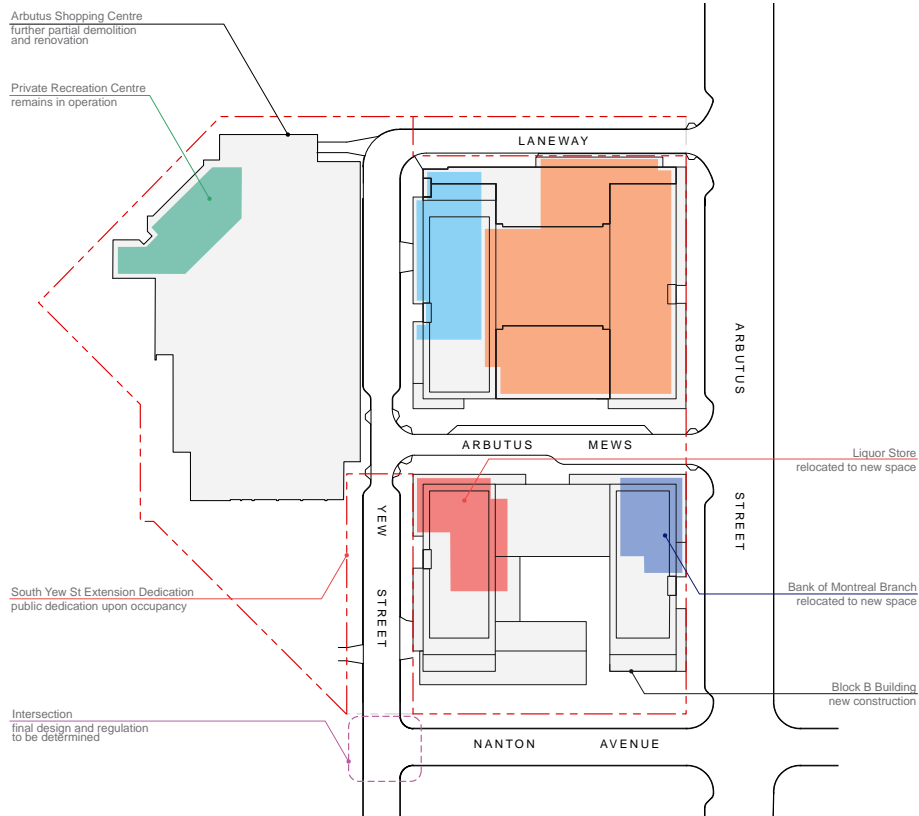 Arbutus Shopping Centre
further partial demolition
and renovation
Private Recreation Centre
remains in operation
LANEWAY
ARBUTUS
STREET
ARBUTUS MEWS
Liquor Store
relocated to new space
YEW
STREET
South Yew St Extension Dedication
public dedication upon occupancy
Bank of Montreal Branch
relocated to new space
Block B Building
new construction
Intersection
final design and regulation
to be determined
NANTON AVENUE